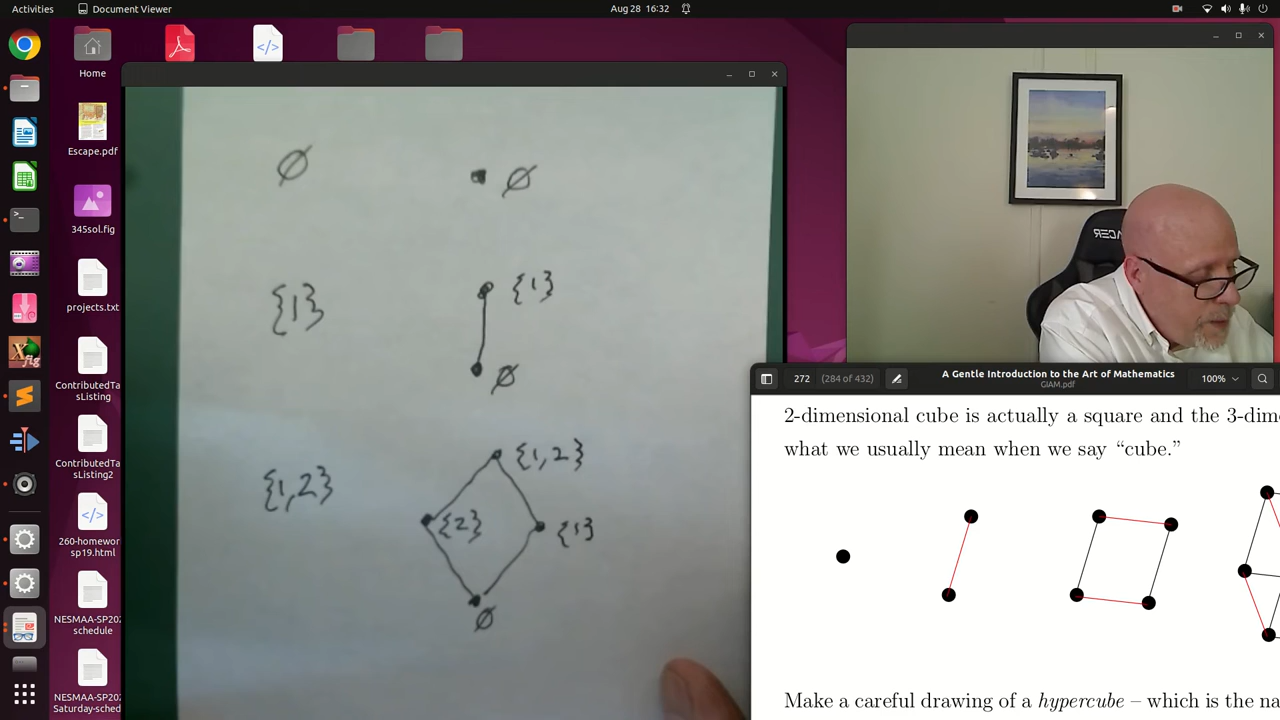 Activities
Document Viewer
Aug 28 16:32
Home
Escape.pdf
345sol.fig
projects.txt
ContributedTa
sListing
ContributedTa
sListing2
260-homewor
sp19.html
NESMAA-SP20
schedule
NESMAA-SP20
Saturday-sched
∅
∅
{1}
{1}
∅
{1,2}
{1,2}
{2}
{1}
∅
272 (284 of 432)
A Gentle Introduction to the Art of Mathematics
GIAM.pdf
100%
2-dimensional cube is actually a square and the 3-dime
what we usually mean when we say “cube.”
Make a careful drawing of a hypercube – which is the na